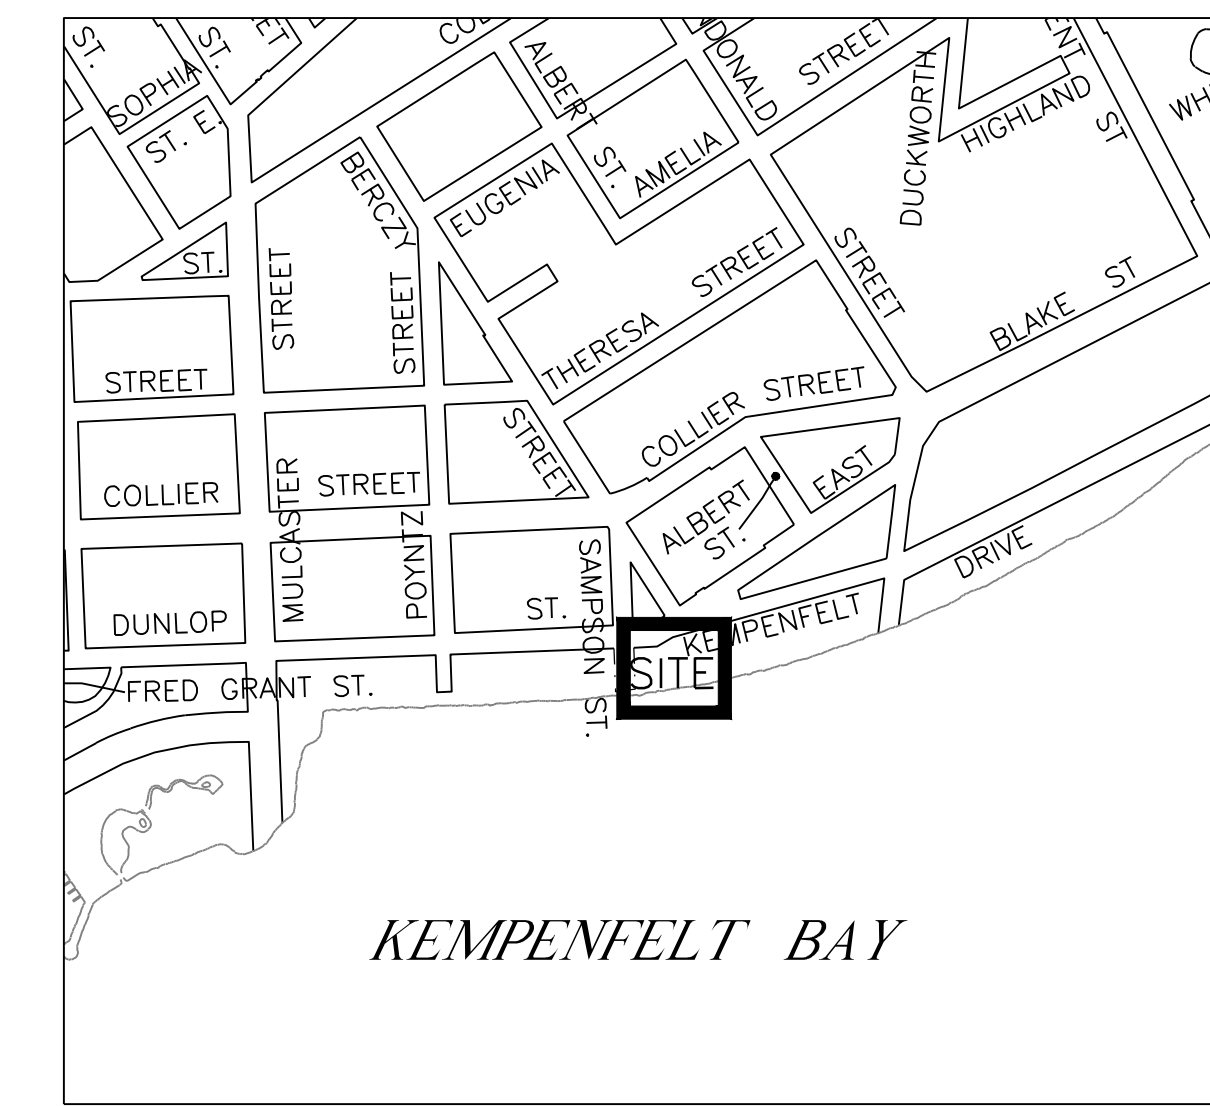 ST.
ST.
SOPHIA
ST. E.
ALBERT
ST.
STREET
DUCKWORTH
HIGHLAND
ST
AMELIA
EUGENIA
BERCZY
STREET
ST.
STREET
STREET
STREET
STREET
THERESA
BLAKE ST
COLLIER STREET
STREET
STREET
COLLIER
STREET
MULCASTER
POYNTZ
ALBERT
ST.
EAST
DRIVE
KEMPENFELT
SAMPSON ST.
ST.
DUNLOP
FRED GRANT ST.
SITE
KEMPENFELT BAY